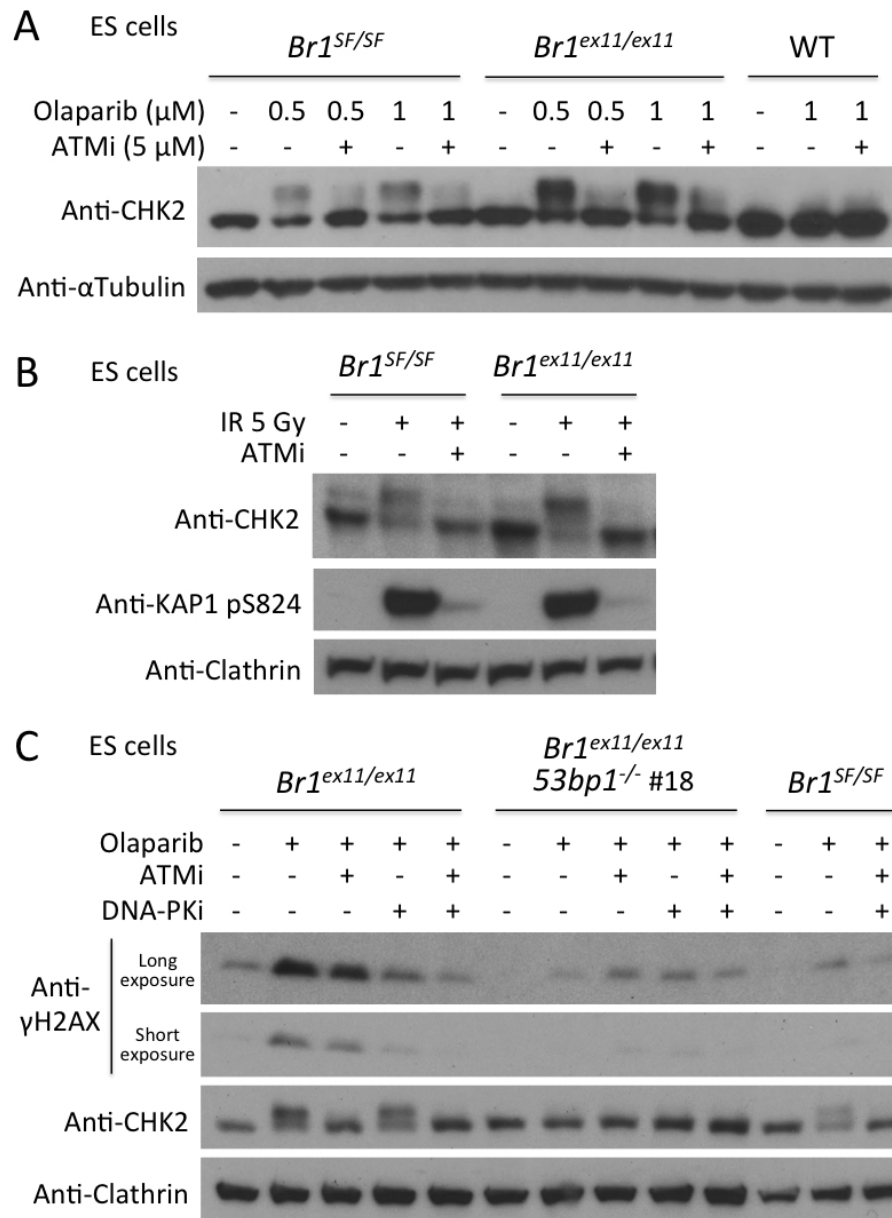 A ES cells
Br1SF/SF Br1ex11/ex11 WT
Olaparib (μM) - 0.5 0.5 1 1 - 0.5 0.5 1 1 - 1 1
ATMi (5 μM) - - + - + - - + - + - - +
Anti-CHK2
Anti-αTubulin
B ES cells
Br1SF/SF Br1ex11/ex11
IR 5 Gy - + + - + +
ATMi - - + - - +
Anti-CHK2
Anti-KAP1 pS824
Anti-Clathrin
C ES cells
Br1ex11/ex11 Br1ex11/ex11 53bp1-/- #18 Br1SF/SF
Olaparib - + + + + - + + + + - + +
ATMi - - + - + - - + - + - - +
DNA-PKi - - - + + - - - + + - - +
Anti-γH2AX
Long exposure
Short exposure
Anti-CHK2
Anti-Clathrin